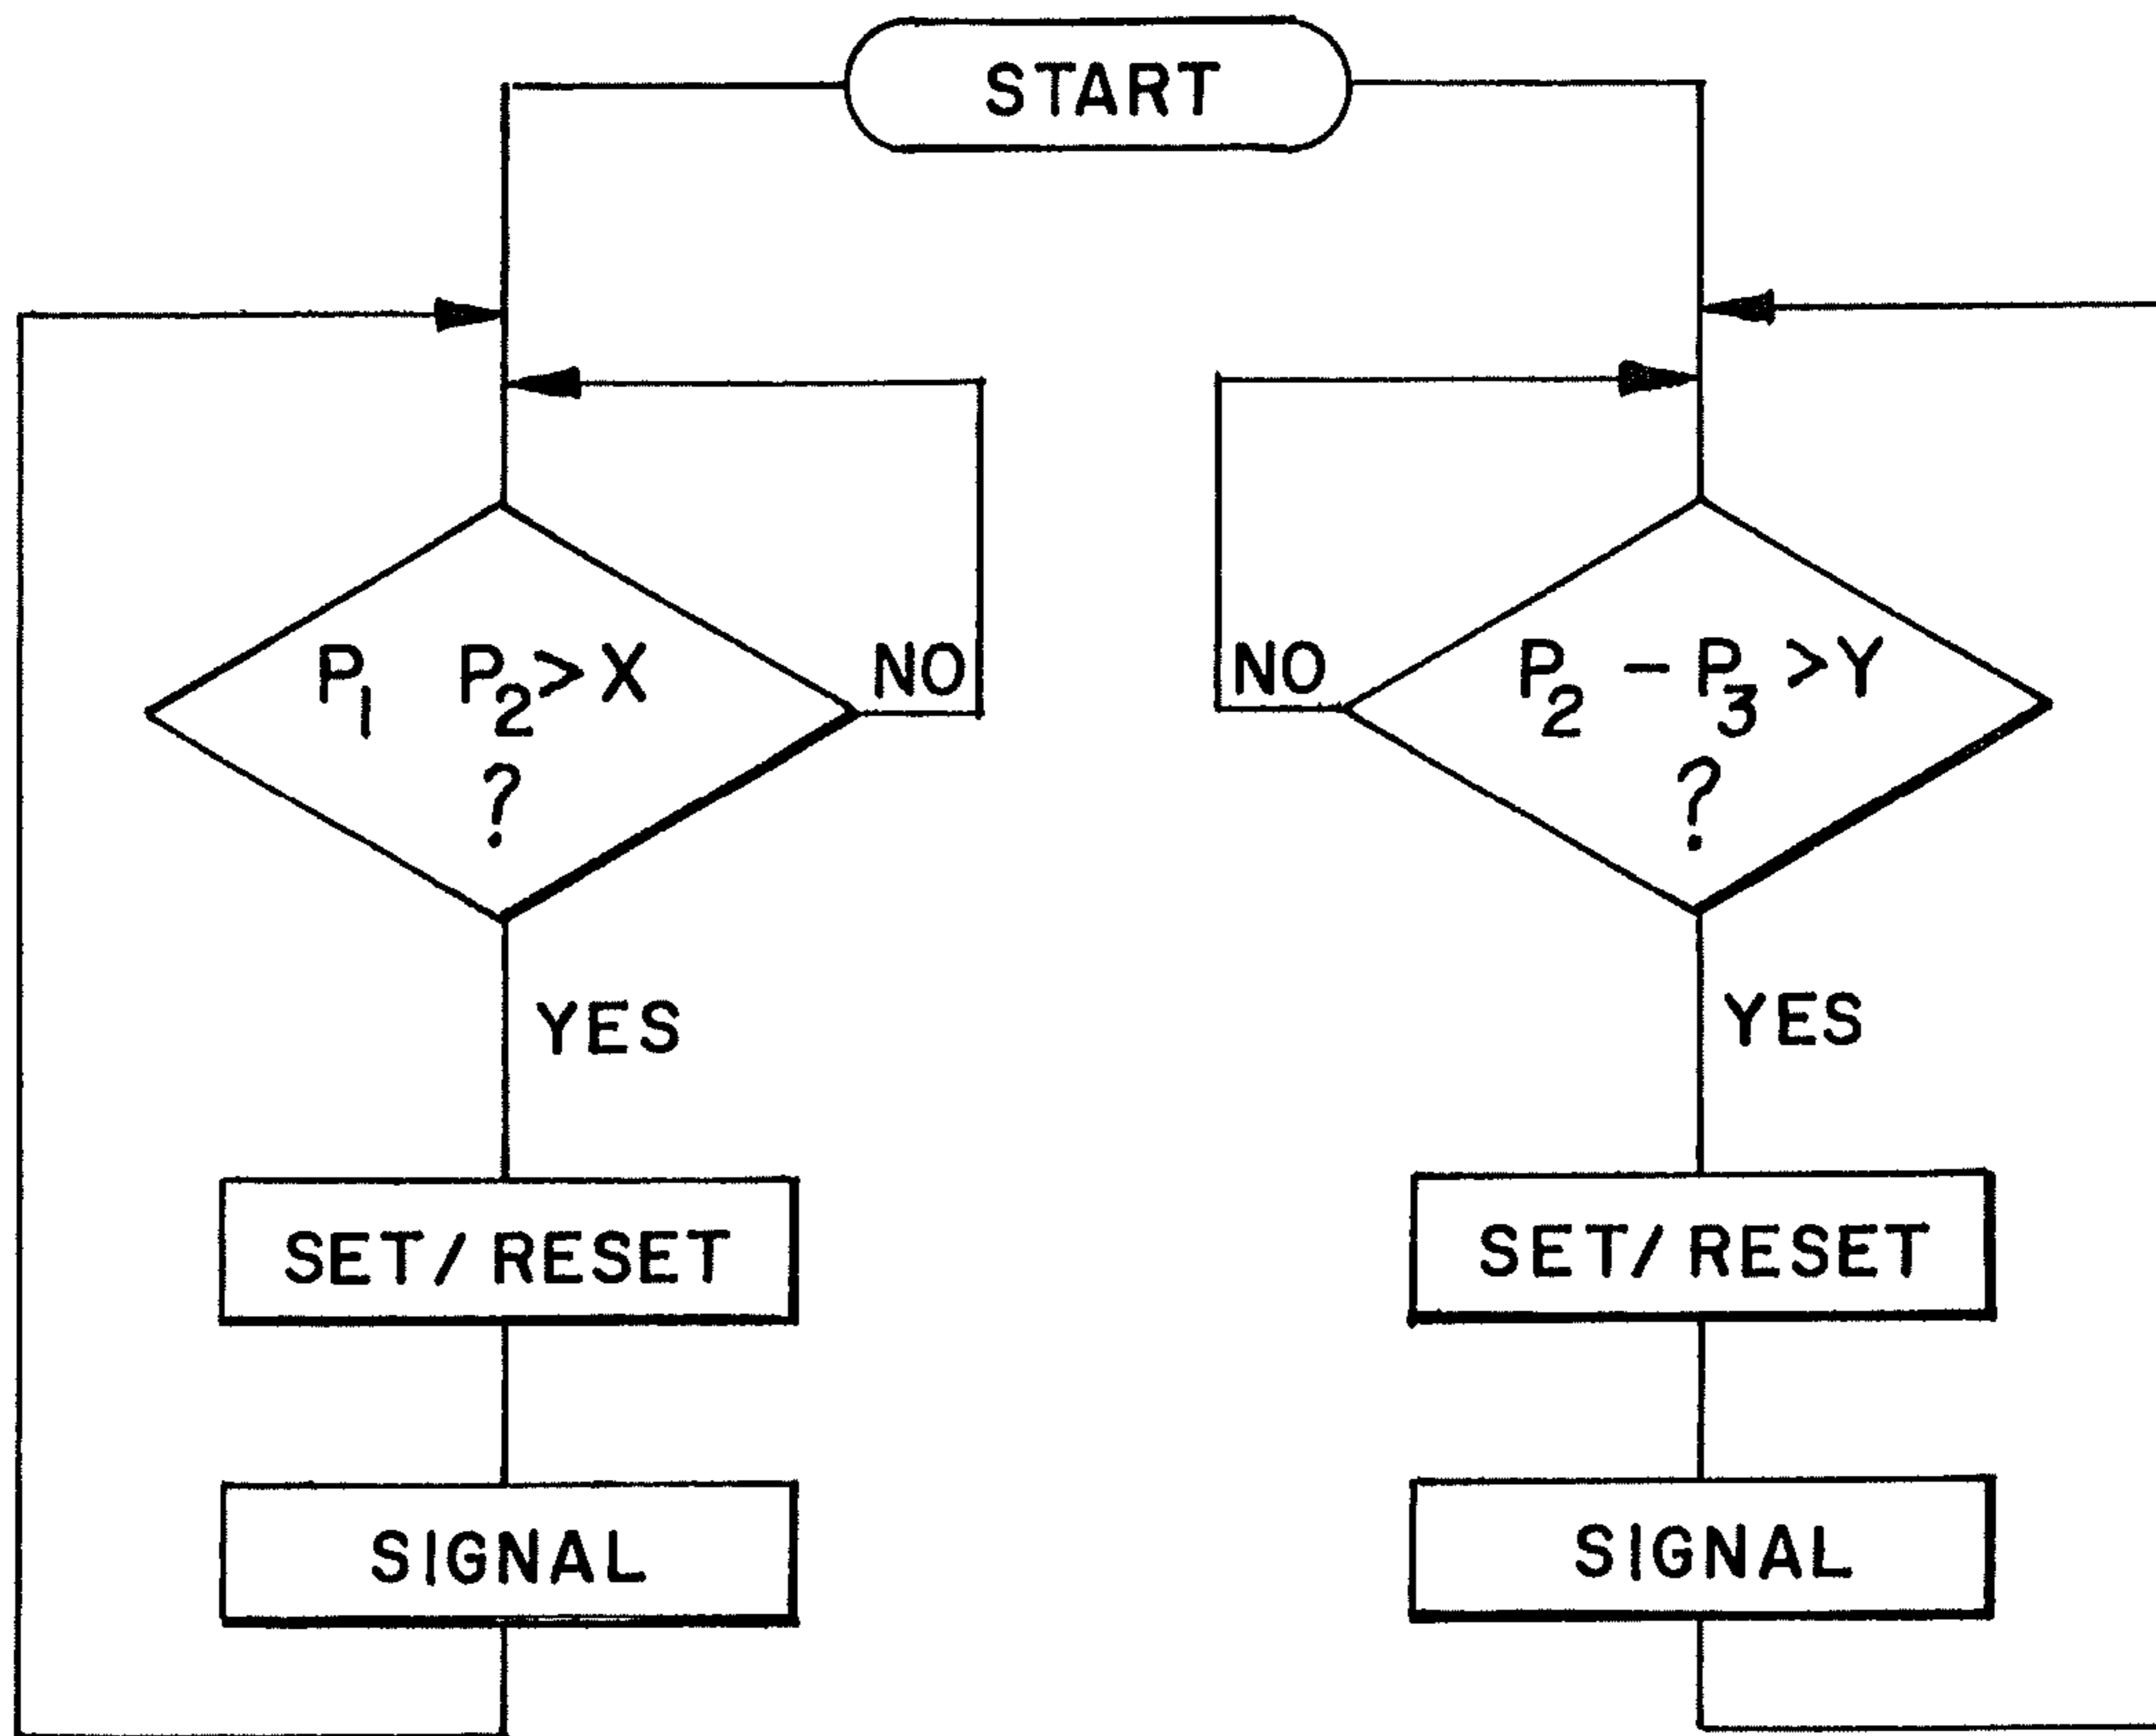 START
P1 P2>X
?
NO
YES
SET/RESET
SIGNAL
NO
P2 - P3 >Y
?
YES
SET/RESET
SIGNAL